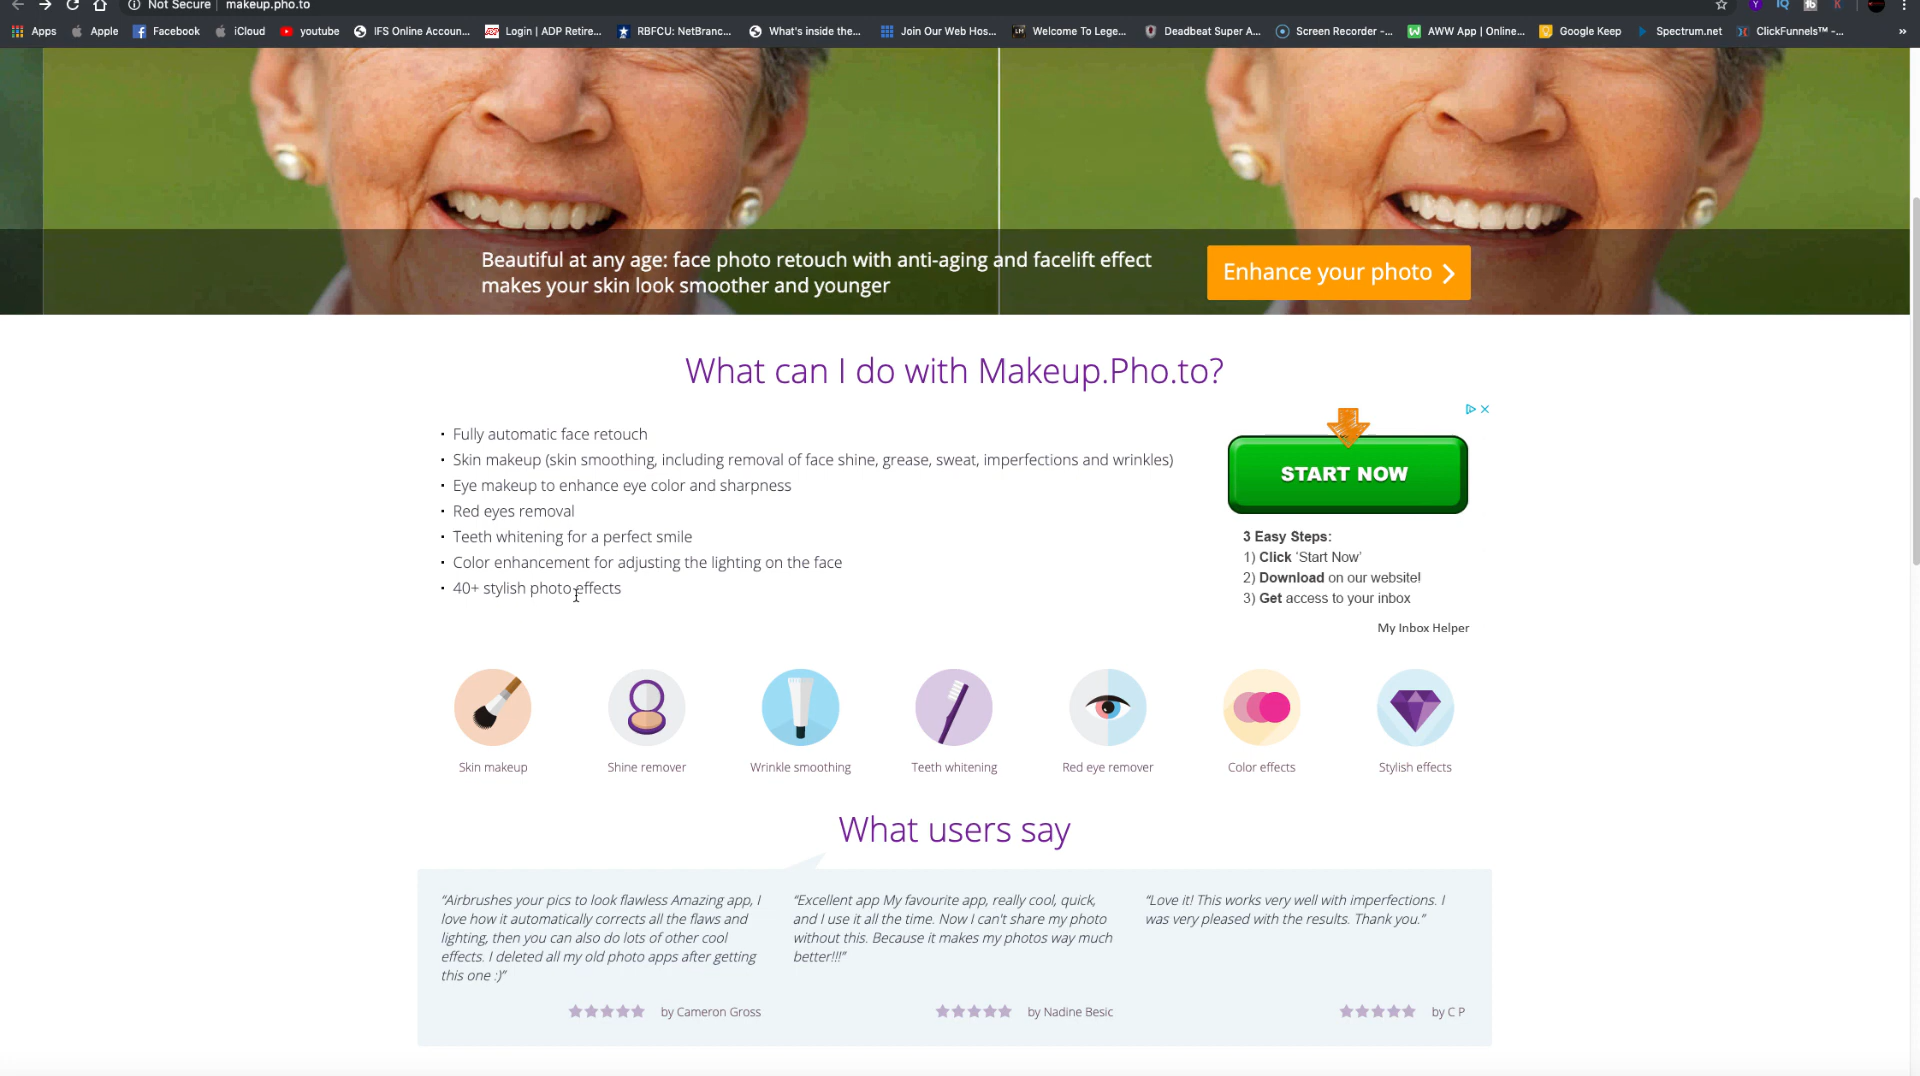 Not Secure | makeup.pho.to
Apps Apple Facebook iCloud youtube IFS Online Accoun... Login | ADP Retire... RBFCU: NetBranc... What's inside the... Join Our Web Hos... Welcome To Lege... Deadbeat Super A... Screen Recorder -... AWW App | Online... Google Keep Spectrum.net ClickFunnels™ -... »
Beautiful at any age: face photo retouch with anti-aging and facelift effect
makes your skin look smoother and younger
Enhance your photo
What can I do with Makeup.Pho.to?
· Fully automatic face retouch
· Skin makeup (skin smoothing, including removal of face shine, grease, sweat, imperfections and wrinkles)
· Eye makeup to enhance eye color and sharpness
· Red eyes removal
· Teeth whitening for a perfect smile
· Color enhancement for adjusting the lighting on the face
· 40+ stylish photo effects
START NOW
3 Easy Steps:
1) Click 'Start Now'
2) Download on our website!
3) Get access to your inbox
My Inbox Helper
Skin makeup
Shine remover
Wrinkle smoothing
Teeth whitening
Red eye remover
Color effects
Stylish effects
What users say
“Airbrushes your pics to look flawless Amazing app, I
love how it automatically corrects all the flaws and
lighting, then you can also do lots of other cool
effects. I deleted all my old photo apps after getting
this one :)”
by Cameron Gross
“Excellent app My favourite app, really cool, quick,
and I use it all the time. Now I can't share my photo
without this. Because it makes my photos way much
better!!!”
by Nadine Besic
“Love it! This works very well with imperfections. I
was very pleased with the results. Thank you.”
by C P